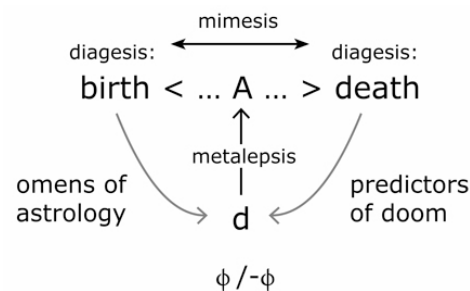 mimesis
diagesis: diagesis:
birth < ... A ... > death
metalepsis
omens of predictors
astrology of doom
d
ϕ /-ϕ